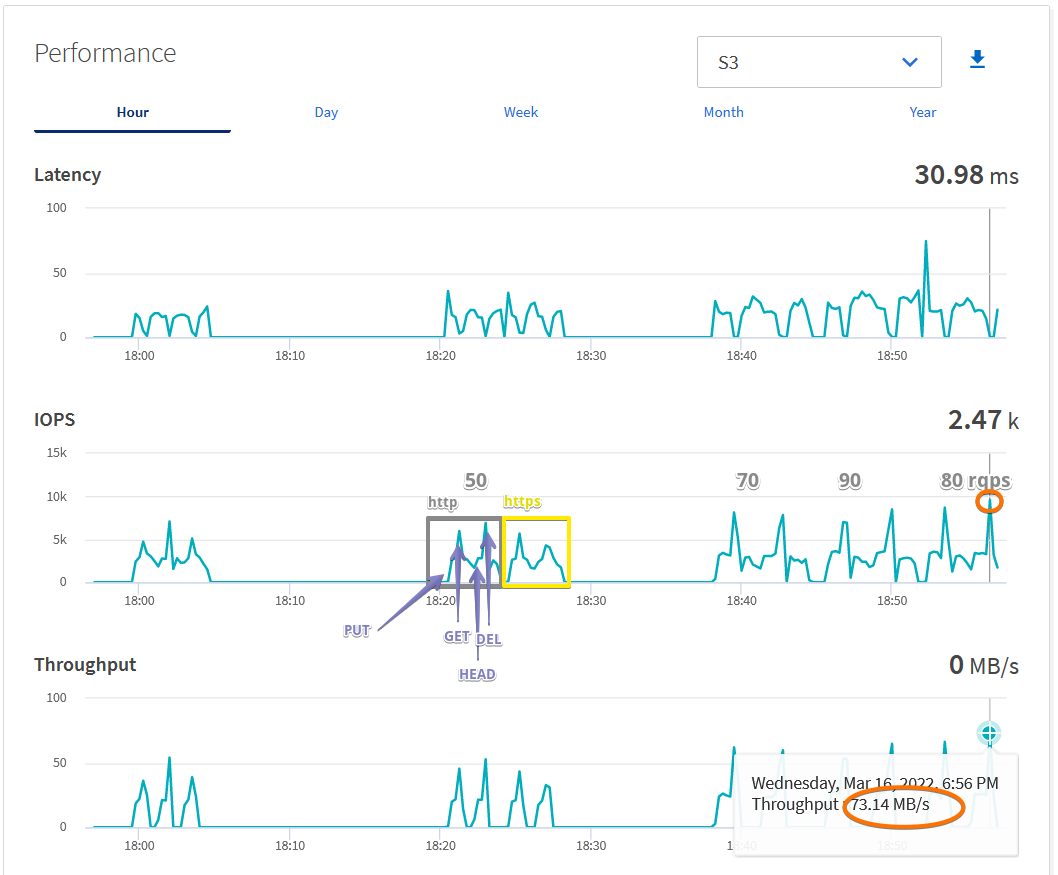 Performance
S3
Hour Day Week Month Year
Latency
30.98 ms
100
50
0
18:00 18:10 18:20 18:30 18:40 18:50
IOPS
2.47 k
15k
10k
5k
0
50 70 90 80 rqps
http https
18:00 18:10 18:20 18:30 18:40 18:50
PUT GET DEL
HEAD
Throughput
0 MB/s
100
50
0
Wednesday, Mar 16, 2022, 6:56 PM
Throughput : 73.14 MB/s
18:00 18:10 18:20 18:30 18:40 18:50